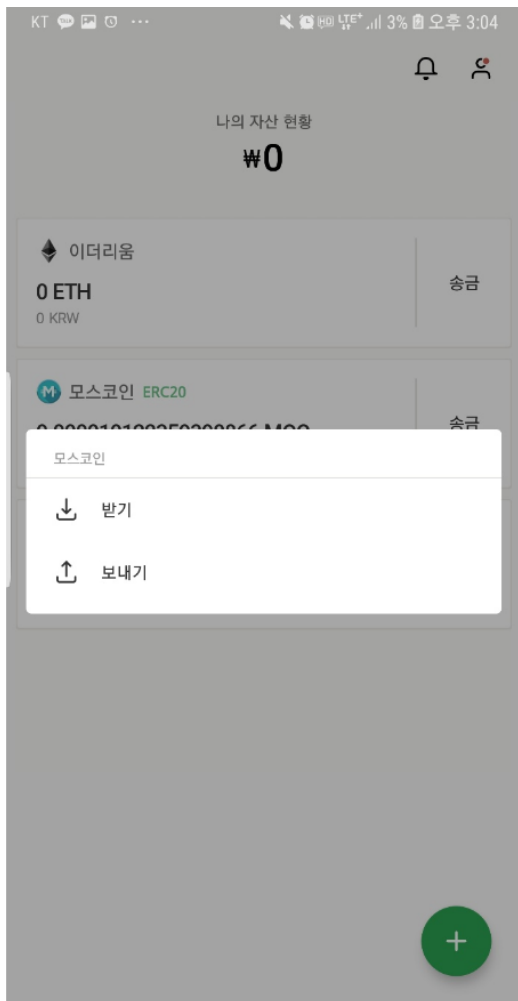 KT ··· LTE+ 3% 오후 3:04
나의 자산 현황
₩0
이더리움
0 ETH
송금
0 KRW
모스코인 ERC20
송금
모스코인
받기
보내기